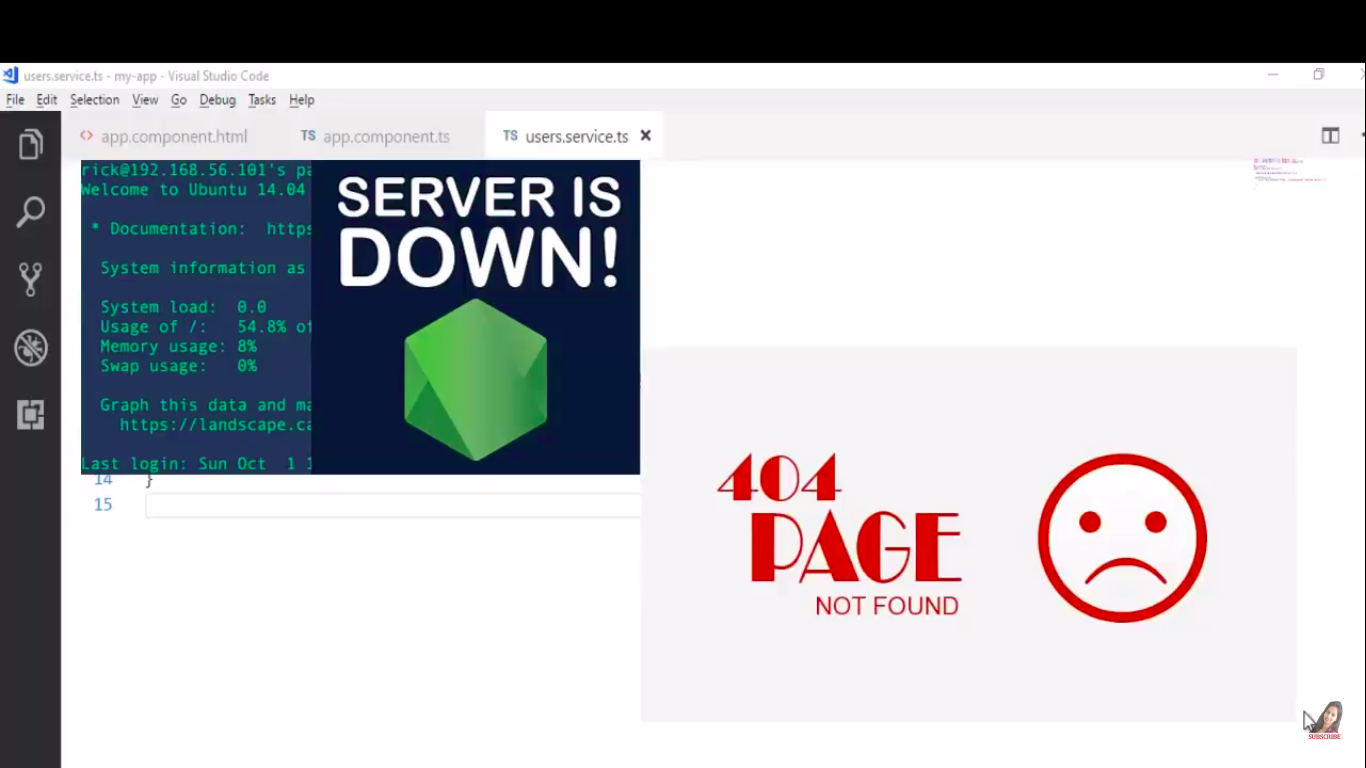 users.service.ts - my-app - Visual Studio Code
File Edit Selection View Go Debug Tasks Help
<> app.component.html TS app.component.ts TS users.service.ts ×
rick@192.168.56.101's pa
Welcome to Ubuntu 14.04
* Documentation: https
System information as
System load: 0.0
Usage of /: 54.8% of
Memory usage: 8%
Swap usage: 0%
Graph this data and ma
https://landscape.ca
Last login: Sun Oct 1 1
SERVER IS
DOWN!
14 }
15
404
PAGE
NOT FOUND
SUBSCRIBE